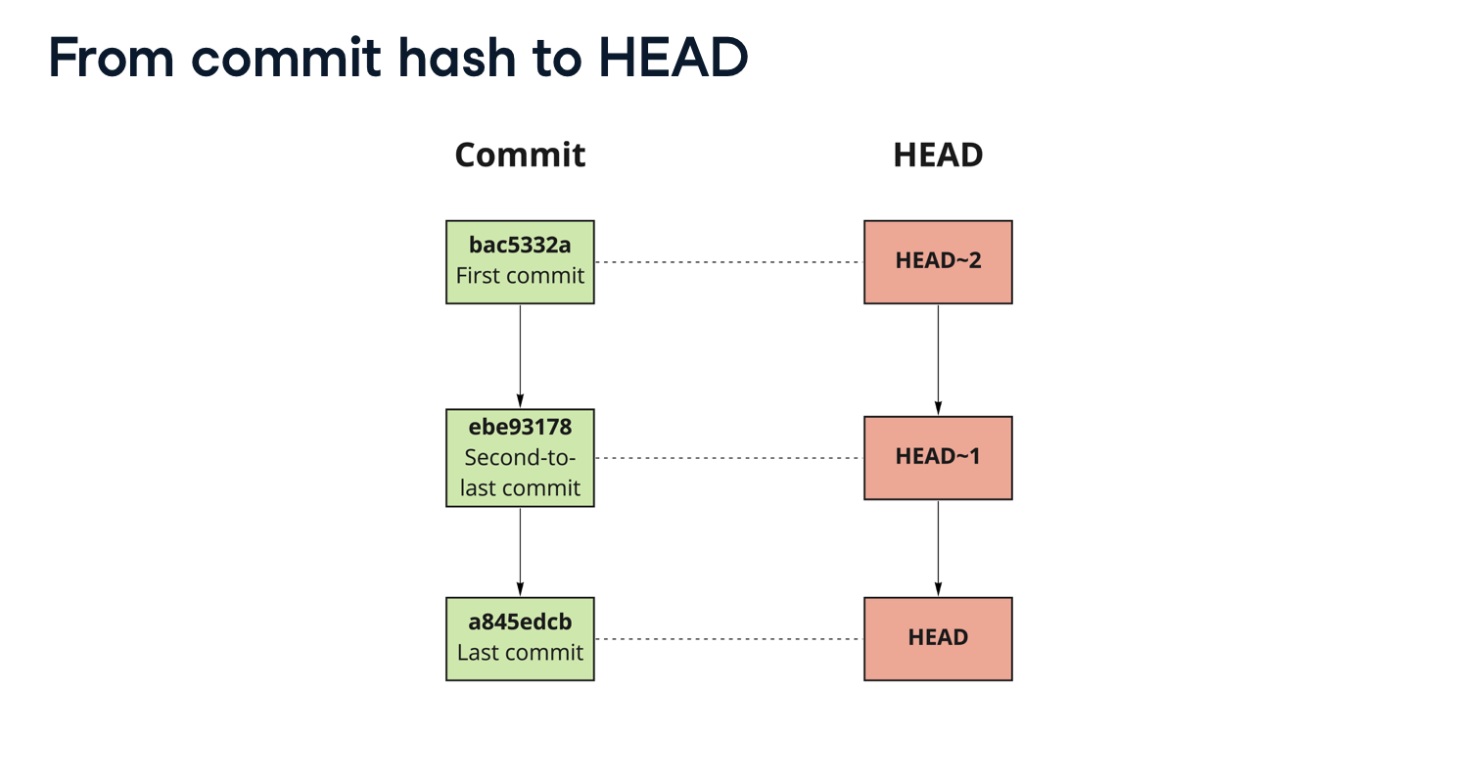 From commit hash to HEAD
Commit
HEAD
bac5332a
First commit
HEAD~2
ebe93178
Second-to-
last commit
HEAD~1
a845edcb
Last commit
HEAD